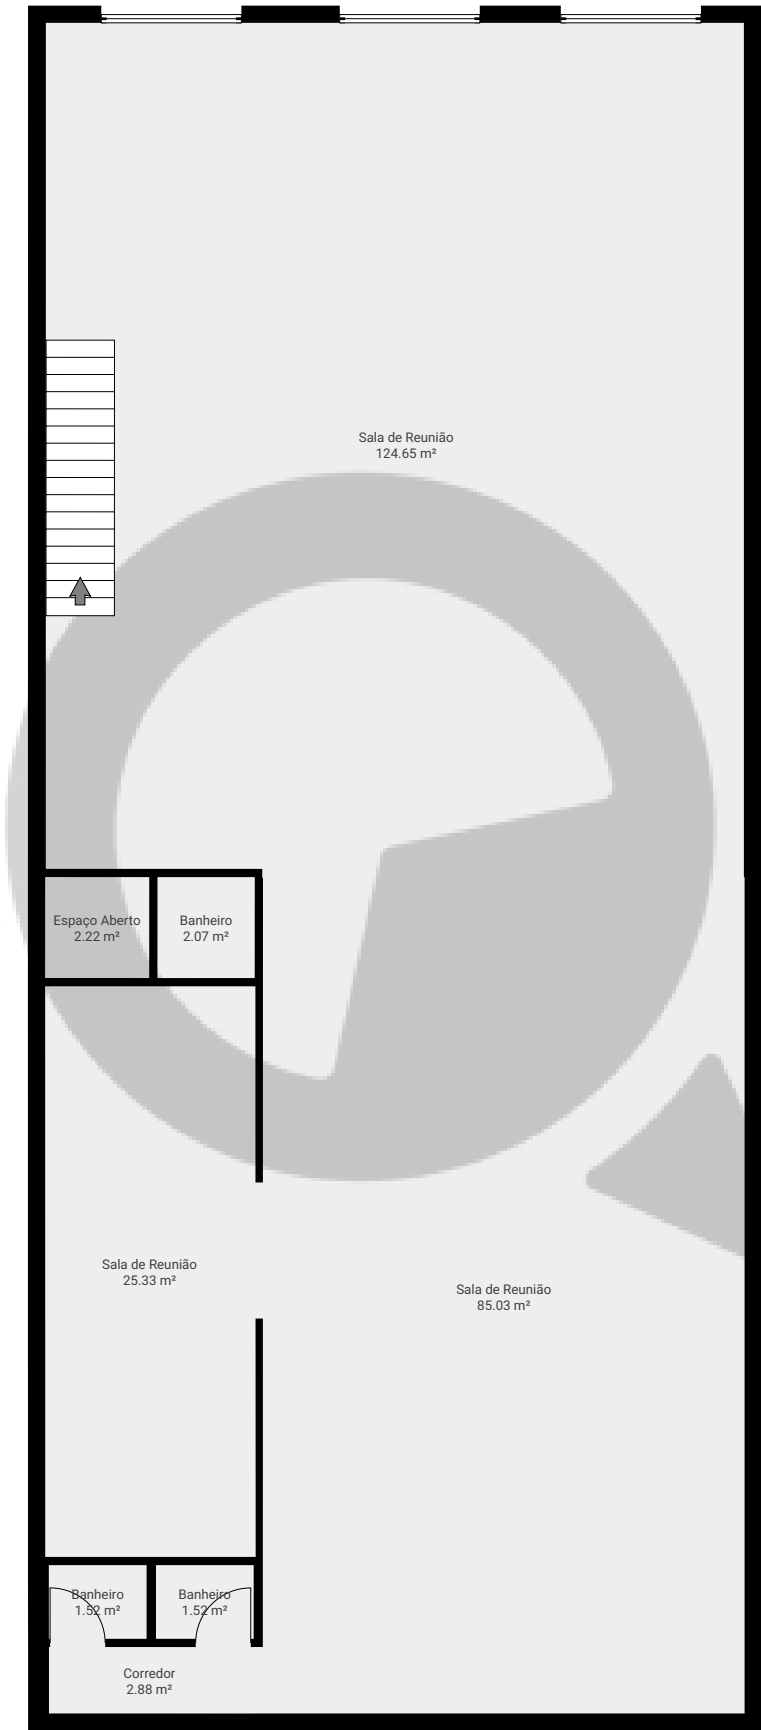 Sala de Reunião
124.65 m²
Espaço Aberto
2.22 m²
Banheiro
2.07 m²
Sala de Reunião
25.33 m²
Sala de Reunião
85.03 m²
Banheiro
1.52 m²
Banheiro
1.52 m²
Corredor
2.88 m²